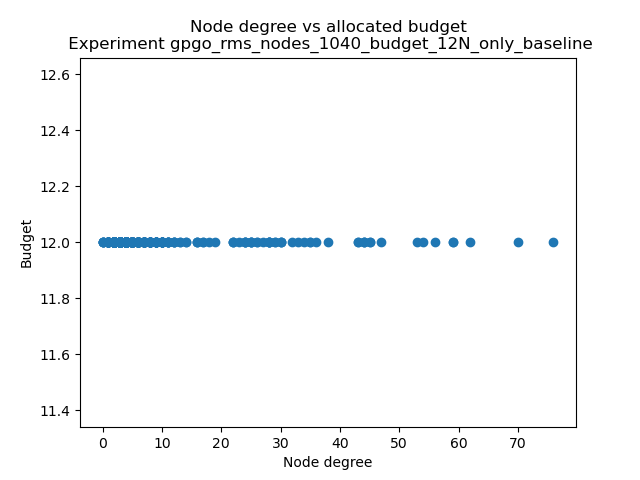 Node degree vs allocated budget
Experiment gpgo_rms_nodes_1040_budget_12N_only_baseline
12.6
12.4
12.2
12.0
11.8
11.6
11.4
Budget
0 10 20 30 40 50 60 70
Node degree